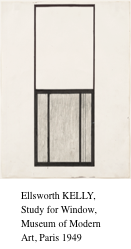 Ellsworth KELLY,
Study for Window,
Museum of Modern
Art, Paris 1949